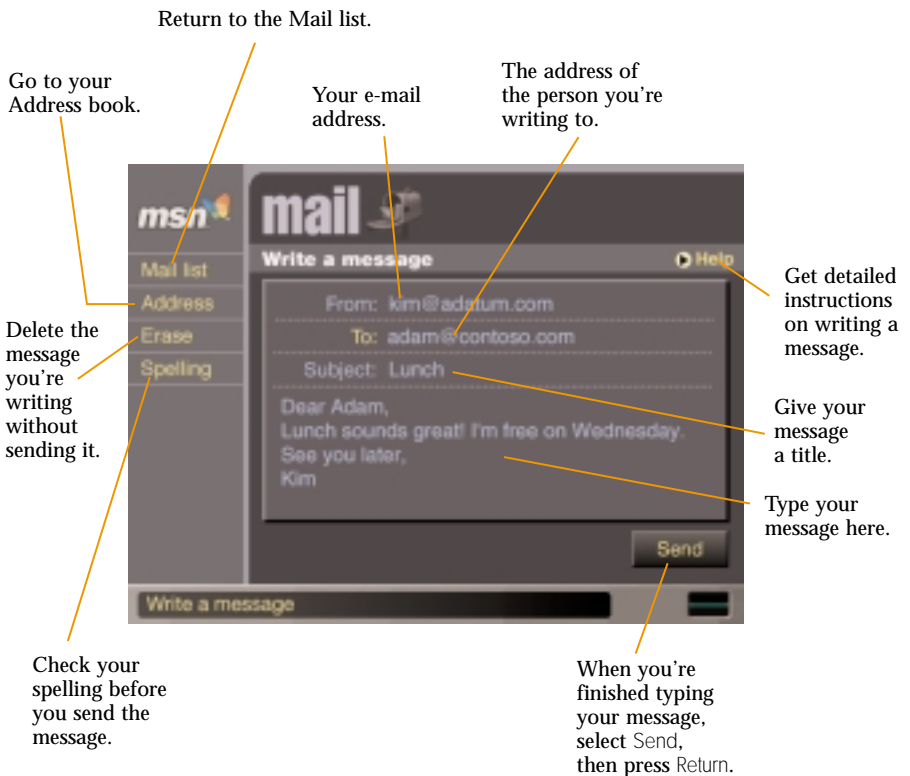 Return to the Mail list.
Go to your
Address book.
Your e-mail
address.
The address of
the person you're
writing to.
msn
mail
Mail list
Address
Erase
Spelling
Write a message
Help
From: kim@adatum.com
To: adam@contoso.com
Subject: Lunch
Dear Adam,
Lunch sounds great! I'm free on Wednesday.
See you later,
Kim
Send
Write a message
Delete the
message
you're
writing
without
sending it.
Get detailed
instructions
on writing a
message.
Give your
message
a title.
Type your
message here.
Check your
spelling before
you send the
message.
When you're
finished typing
your message,
select Send,
then press Return.